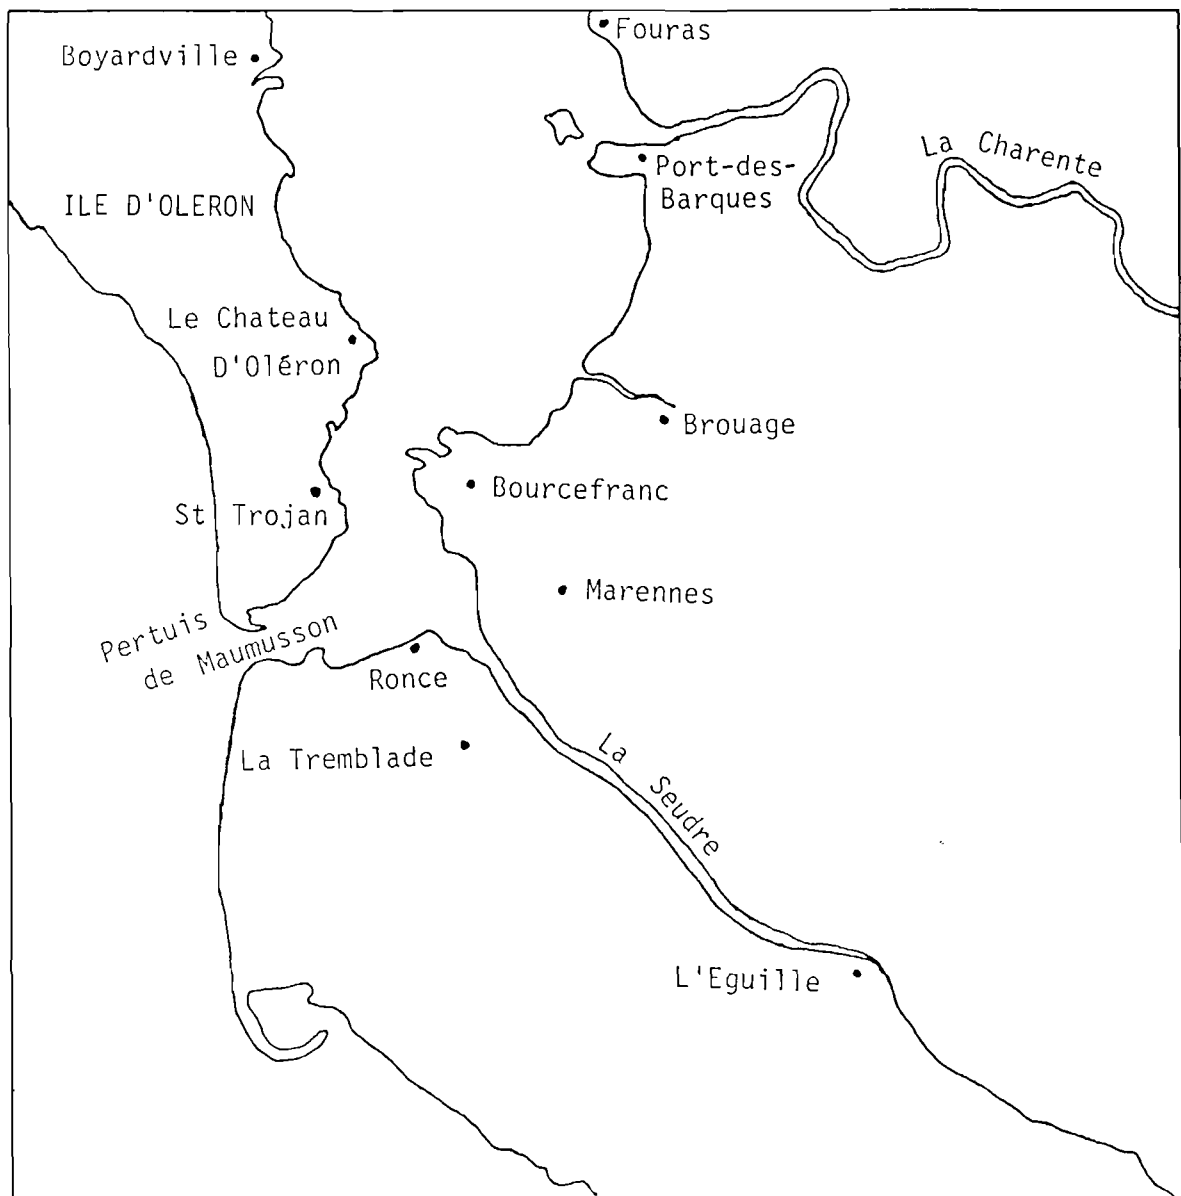 Fouras
Boyardville
La Charente
Port-des-
Barques
ILE D'OLERON
Le Chateau
D'Oléron
Brouage
Bourcefranc
St Trojan
Marennes
Pertuis
de Maumusson
Ronce
La Tremblade
La Seudre
L'Eguille